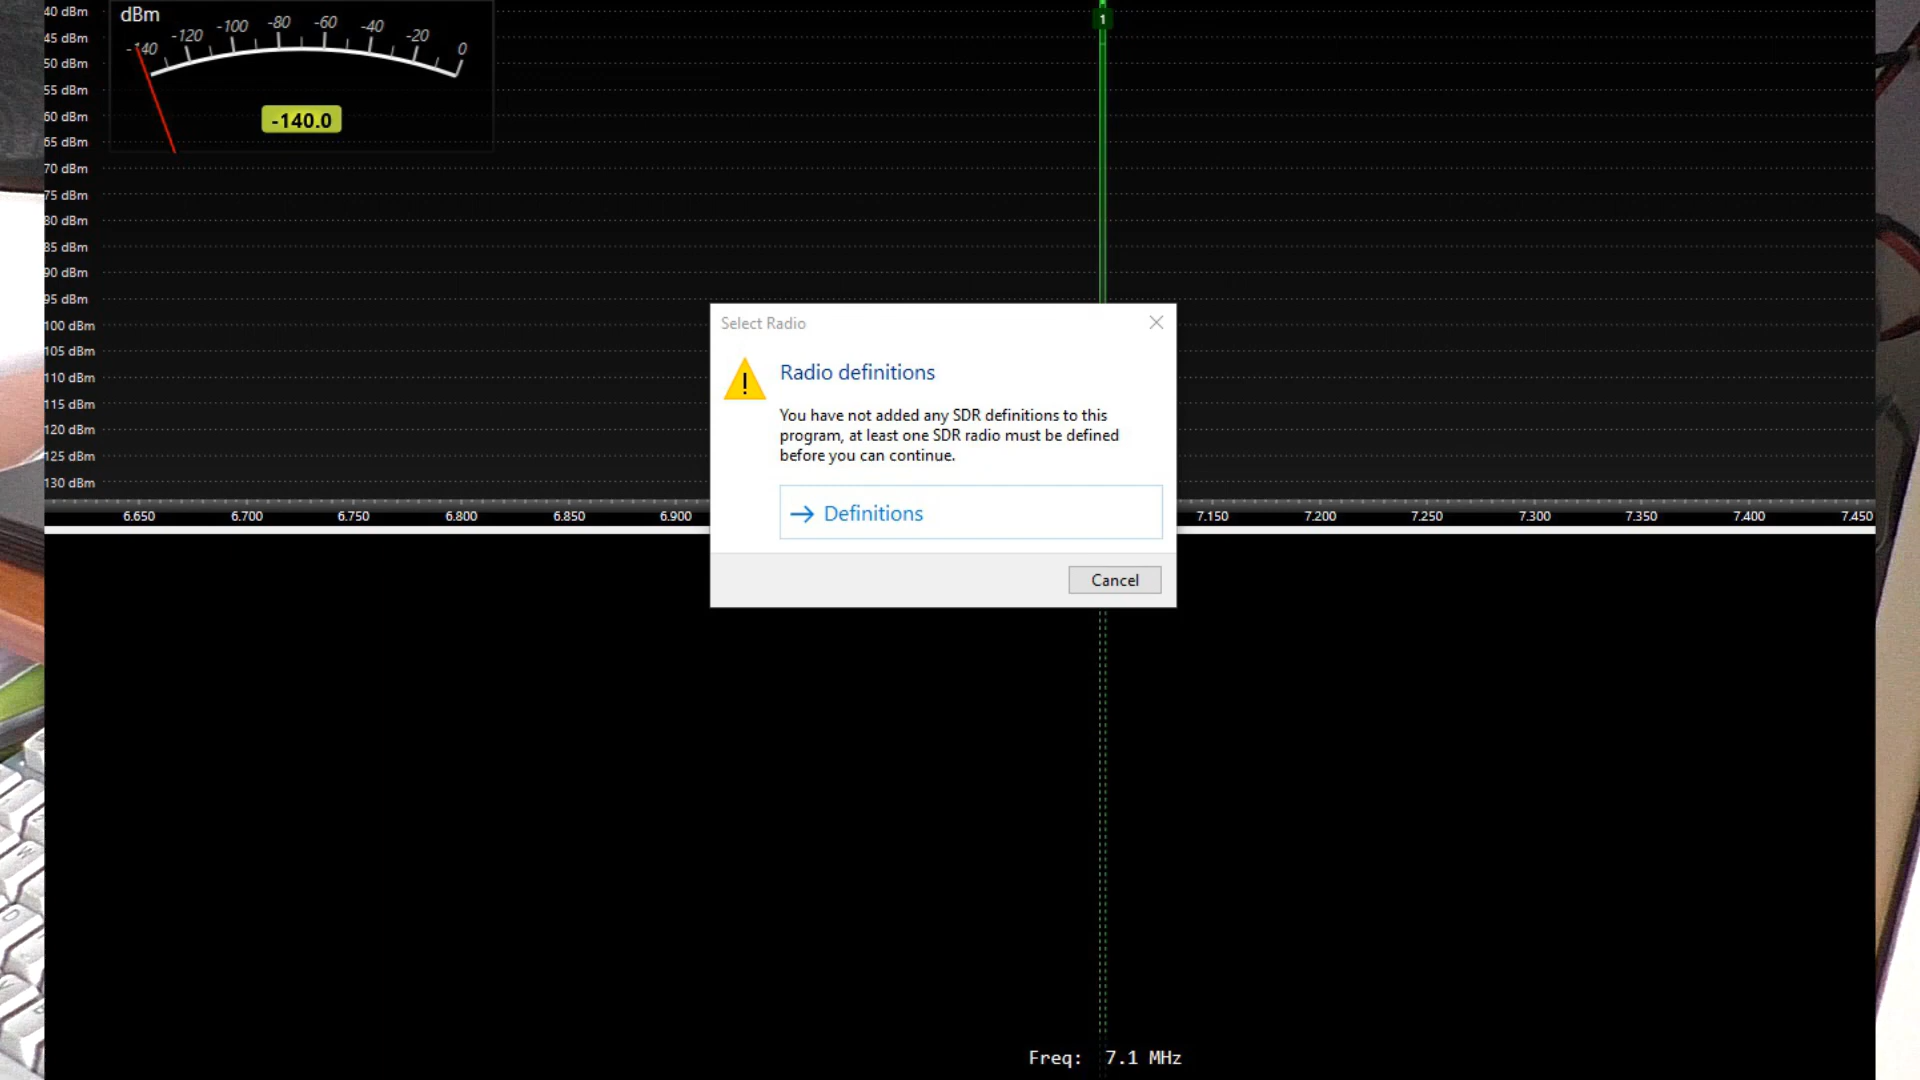 dBm
-140 -120 -100 -80 -60 -40 -20 0
-140.0
1
40 dBm
45 dBm
50 dBm
55 dBm
60 dBm
65 dBm
70 dBm
75 dBm
80 dBm
85 dBm
90 dBm
95 dBm
100 dBm
105 dBm
110 dBm
115 dBm
120 dBm
125 dBm
130 dBm
Select Radio
Radio definitions
You have not added any SDR definitions to this
program, at least one SDR radio must be defined
before you can continue.
→ Definitions
Cancel
6.650 6.700 6.750 6.800 6.850 6.900 7.150 7.200 7.250 7.300 7.350 7.400 7.450
Freq: 7.1 MHz